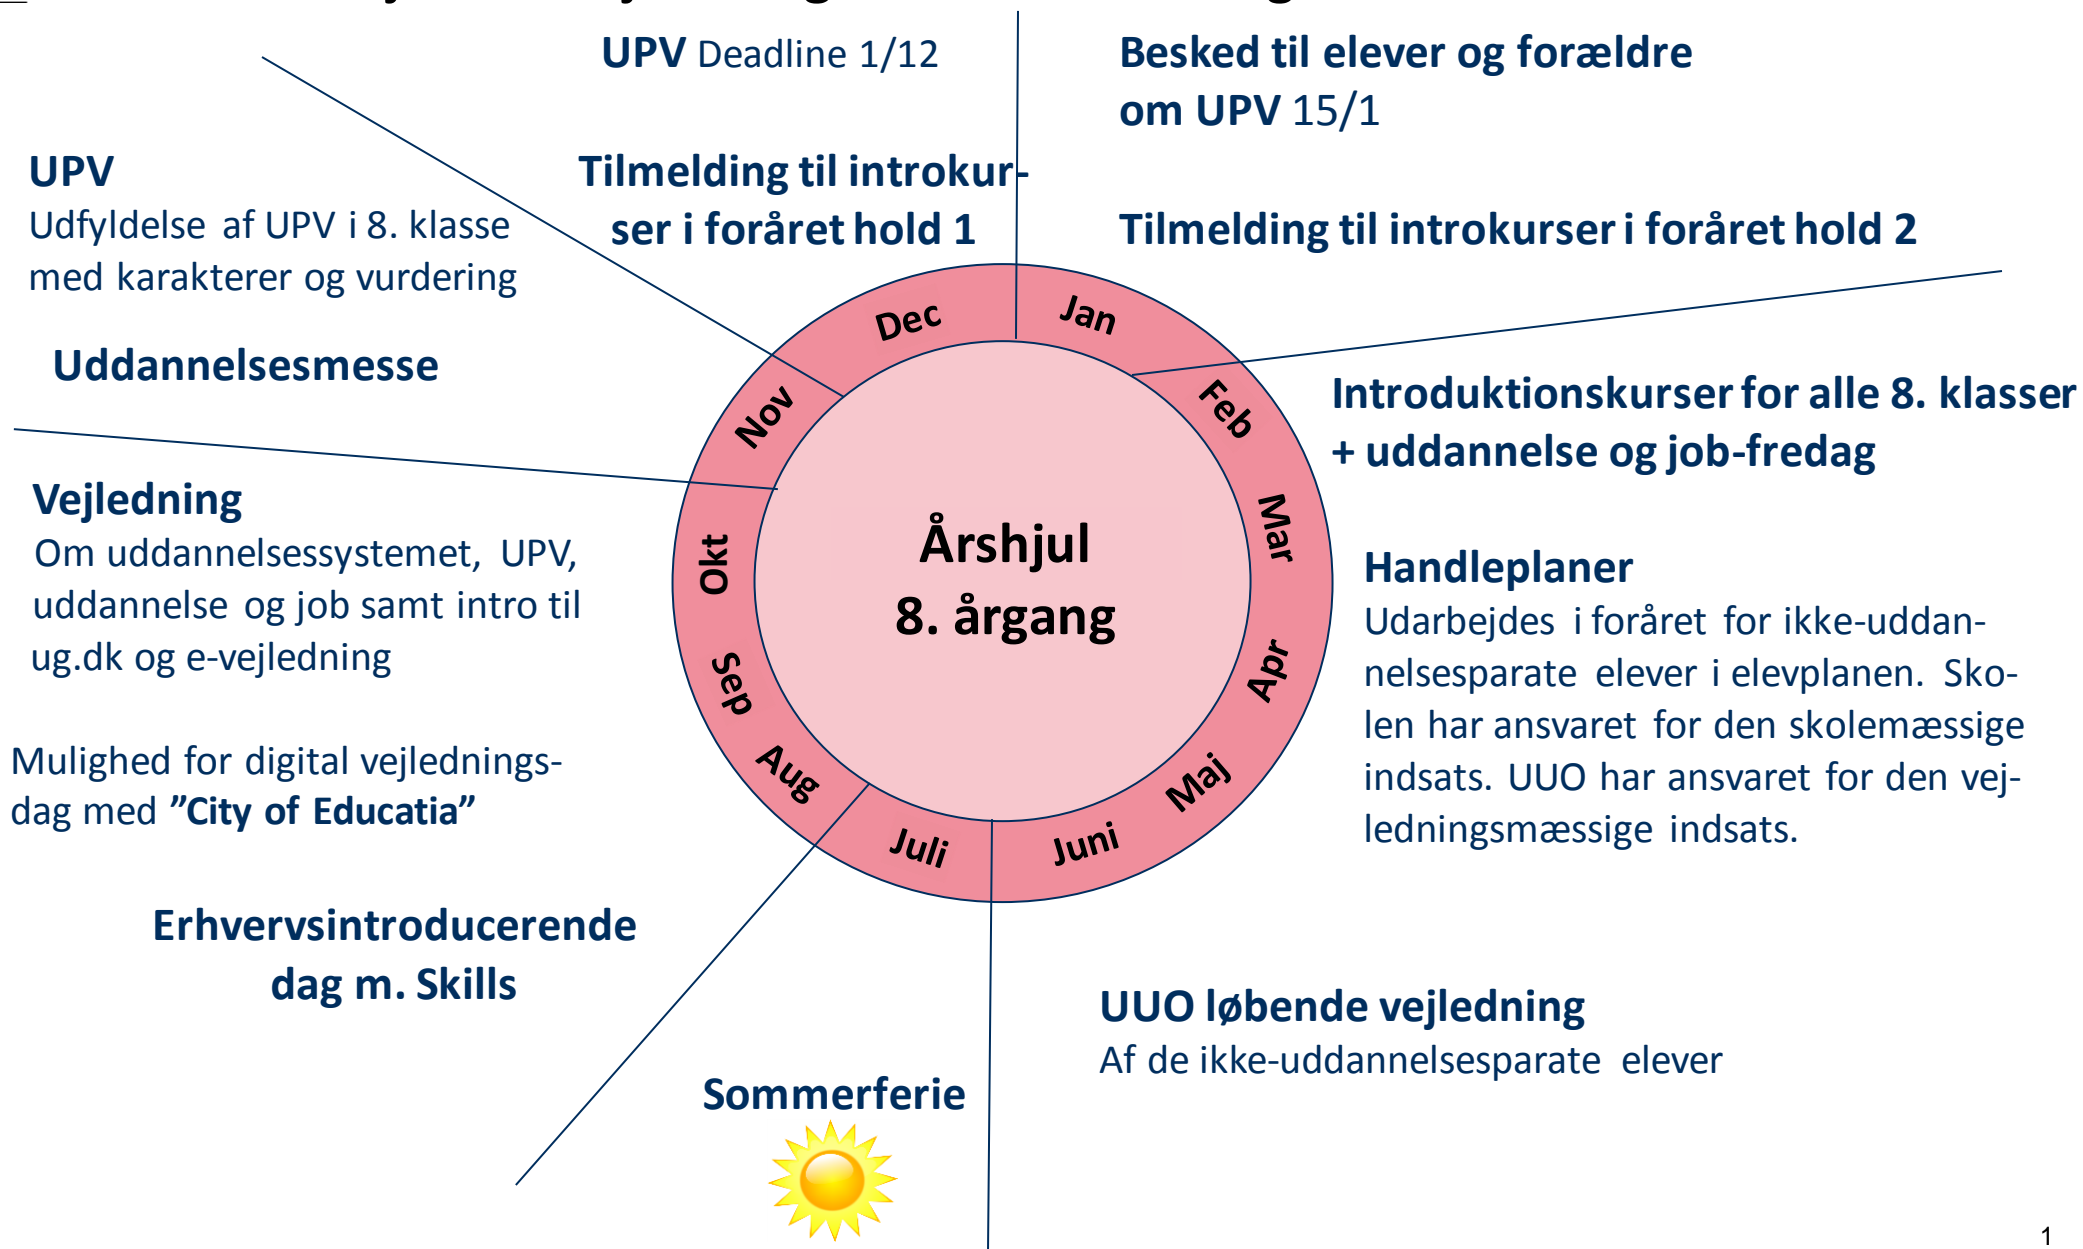 UPV Deadline 1/12
Tilmelding til introkur-
ser i foråret hold 1
Besked til elever og forældre
om UPV 15/1
Tilmelding til introkurser i foråret hold 2
UPV
Udfyldelse af UPV i 8. klasse
med karakterer og vurdering
Uddannelsesmesse
Introduktionskurser for alle 8. klasser
+ uddannelse og job-fredag
Vejledning
Om uddannelsessystemet, UPV,
uddannelse og job samt intro til
ug.dk og e-vejledning
Mulighed for digital vejlednings-
dag med ”City of Educatia”
Handleplaner
Udarbejdes i foråret for ikke-uddan-
nelsesparate elever i elevplanen. Sko-
len har ansvaret for den skolemæssige
indsats. UUO har ansvaret for den vej-
ledningsmæssige indsats.
Erhvervsintroducerende
dag m. Skills
UUO løbende vejledning
Af de ikke-uddannelsesparate elever
Sommerferie
Årshjul
8. årgang
Jan
Feb
Mar
Apr
Maj
Juni
Juli
Aug
Sep
Okt
Nov
Dec
1